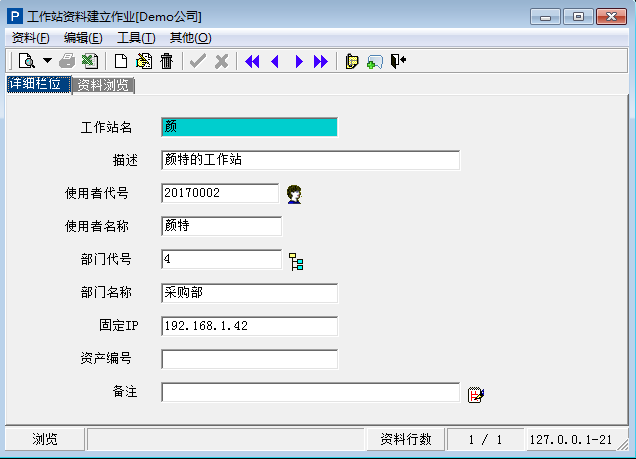 P 工作站资料建立作业[Demo公司]
资料(F) 编辑(E) 工具(T) 其他(O)
详细栏位 资料浏览
工作站名 颜
描述 颜特的工作站
使用者代号 20170002
使用者名称 颜特
部门代号 4
部门名称 采购部
固定IP 192.168.1.42
资产编号
备注
浏览 资料行数 1 / 1 127.0.0.1-21